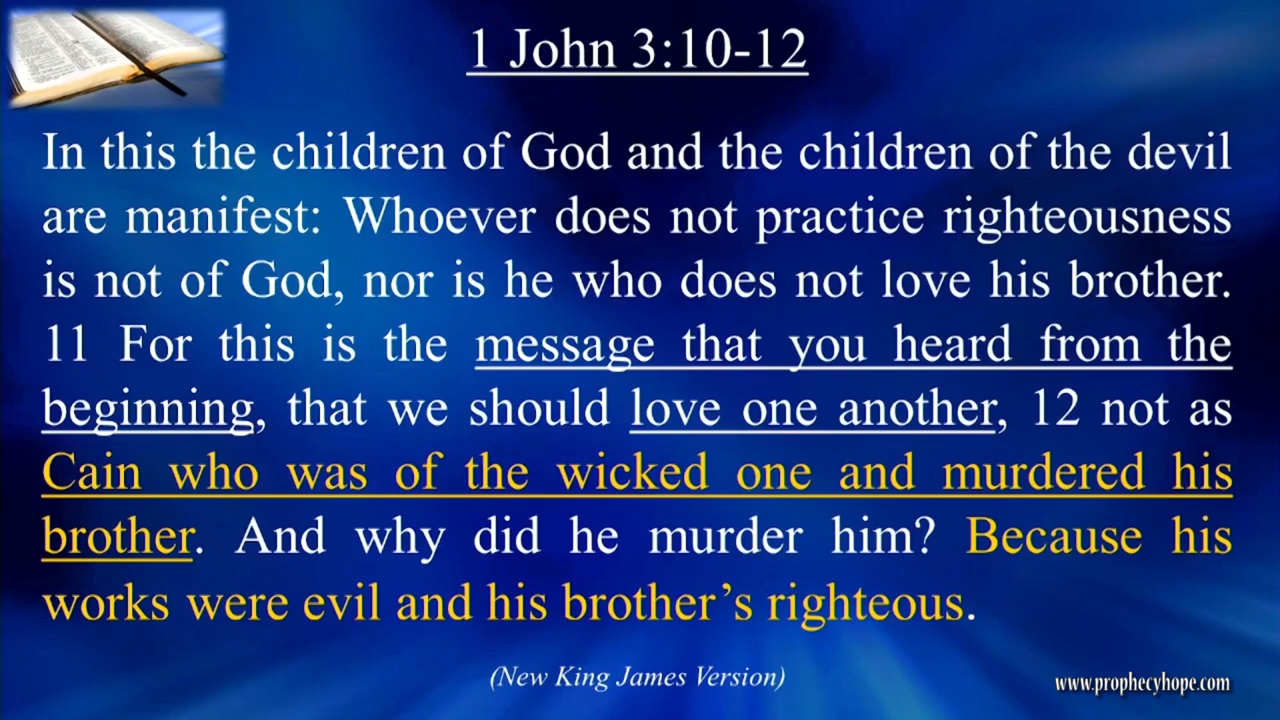 1 John 3:10-12
In this the children of God and the children of the devil
are manifest: Whoever does not practice righteousness
is not of God, nor is he who does not love his brother.
11 For this is the message that you heard from the
beginning, that we should love one another, 12 not as
Cain who was of the wicked one and murdered his
brother. And why did he murder him? Because his
works were evil and his brother’s righteous.
(New King James Version)
www.prophecyhope.com